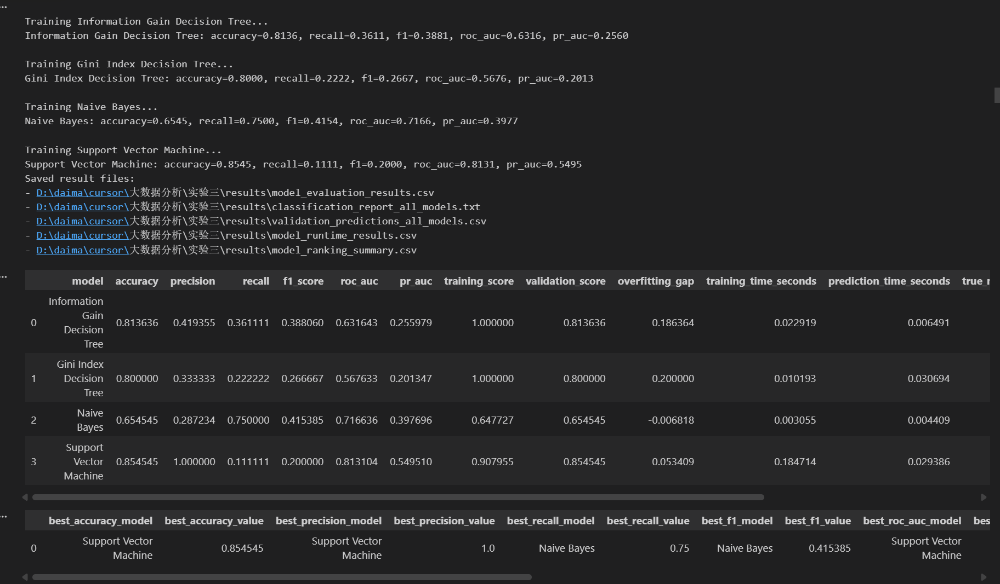 Training Information Gain Decision Tree...
Information Gain Decision Tree: accuracy=0.8136, recall=0.3611, f1=0.3881, roc_auc=0.6316, pr_auc=0.2560
Training Gini Index Decision Tree...
Gini Index Decision Tree: accuracy=0.8000, recall=0.2222, f1=0.2667, roc_auc=0.5676, pr_auc=0.2013
Training Naive Bayes...
Naive Bayes: accuracy=0.6545, recall=0.7500, f1=0.4154, roc_auc=0.7166, pr_auc=0.3977
Training Support Vector Machine...
Support Vector Machine: accuracy=0.8545, recall=0.1111, f1=0.2000, roc_auc=0.8131, pr_auc=0.5495
Saved result files:
- D:\daima\cursor\大数据分析\实验三\results\model_evaluation_results.csv
- D:\daima\cursor\大数据分析\实验三\results\classification_report_all_models.txt
- D:\daima\cursor\大数据分析\实验三\results\validation_predictions_all_models.csv
- D:\daima\cursor\大数据分析\实验三\results\model_runtime_results.csv
- D:\daima\cursor\大数据分析\实验三\results\model_ranking_summary.csv
model accuracy precision recall f1_score roc_auc pr_auc training_score validation_score overfitting_gap training_time_seconds prediction_time_seconds true_r
Information
Gain
0 0.813636 0.419355 0.361111 0.388060 0.631643 0.255979 1.000000 0.813636 0.186364 0.022919 0.006491
Decision
Tree
Gini Index
1 Decision 0.800000 0.333333 0.222222 0.266667 0.567633 0.201347 1.000000 0.800000 0.200000 0.010193 0.030694
Tree
Naive
2 0.654545 0.287234 0.750000 0.415385 0.716636 0.397696 0.647727 0.654545 -0.006818 0.003055 0.004409
Bayes
Support
3 Vector 0.854545 1.000000 0.111111 0.200000 0.813104 0.549510 0.907955 0.854545 0.053409 0.184714 0.029386
Machine
best_accuracy_model best_accuracy_value best_precision_model best_precision_value best_recall_model best_recall_value best_f1_model best_f1_value best_roc_auc_model bes
Support Vector Support Vector Support Vector
0 0.854545 1.0 Naive Bayes 0.75 Naive Bayes 0.415385
Machine Machine Machine